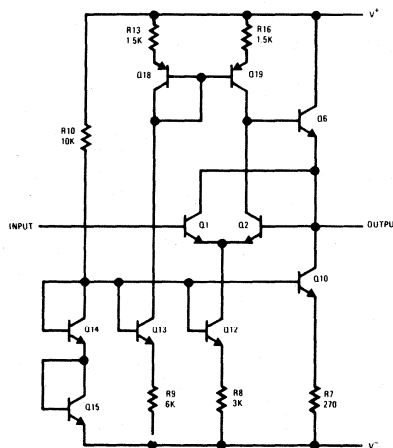 V+
R13
1.5K
R16
1.5K
Q18
Q19
Q6
R10
10K
INPUT
Q1
Q2
OUTPUT
Q10
Q14
Q13
Q12
Q15
R9
6K
R8
3K
R7
270
V-